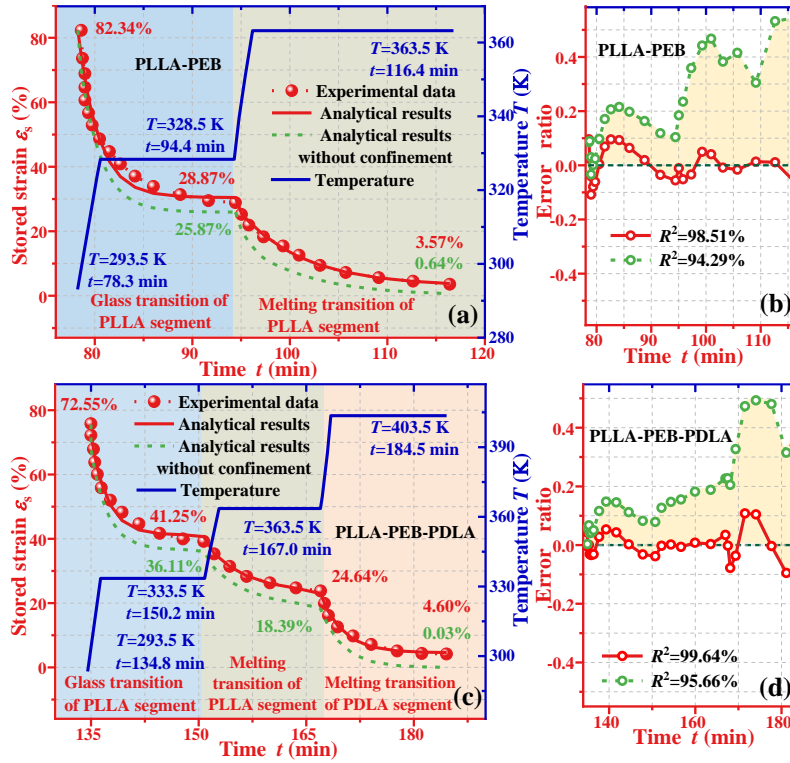 82.34%
PLLA-PEB
T=363.5 K
t=116.4 min
Experimental data
Analytical results
Analytical results
without confinement
Temperature
T=328.5 K
t=94.4 min
28.87%
25.87%
T=293.5 K
t=78.3 min
3.57%
0.64%
Glass transition of
PLLA segment
Melting transition of
PLLA segment
(a)
Stored strain εs (%)
80
60
40
20
0
80
90
100
110
120
Time t (min)
360
340
320
300
280
Temperature T (K)
PLLA-PEB
R²=98.51%
R²=94.29%
(b)
Error ratio
0.4
0.2
0.0
-0.2
-0.4
80
90
100
110
Time t (min)
72.55%
Experimental data
Analytical results
Analytical results
without confinement
Temperature
T=403.5 K
t=184.5 min
41.25%
36.11%
T=363.5 K
t=167.0 min
PLLA-PEB-PDLA
T=333.5 K
t=150.2 min
24.64%
18.39%
4.60%
0.03%
T=293.5 K
t=134.8 min
Glass transition
of PLLA segment
Melting
transition of
PLLA segment
Melting transition
of PDLA segment
(c)
Stored strain εs (%)
80
60
40
20
0
135
150
165
180
Time t (min)
390
360
330
300
Temperature T (K)
PLLA-PEB-PDLA
R²=99.64%
R²=95.66%
(d)
Error ratio
0.4
0.2
0.0
-0.2
-0.4
140
150
160
170
180
Time t (min)